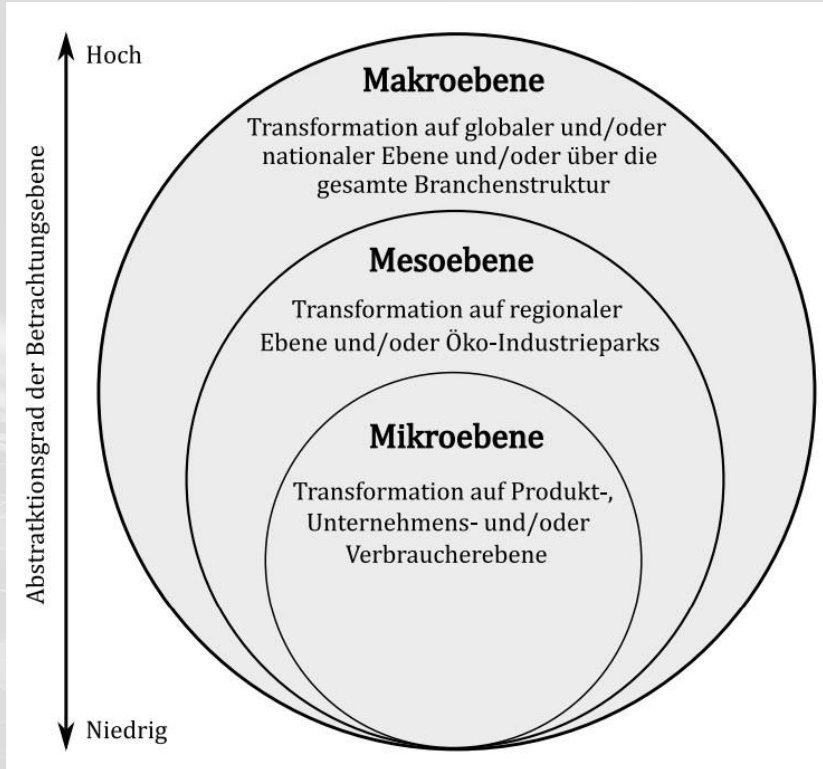 Hoch
Abstratktionsgrad der Betrachtungsebene
Niedrig
Makroebene
Transformation auf globaler und/oder
nationaler Ebene und/oder über die
gesamte Branchenstruktur
Mesoebene
Transformation auf regionaler
Ebene und/oder Öko-Industrieparks
Mikroebene
Transformation auf Produkt-,
Unternehmens- und/oder
Verbraucherebene